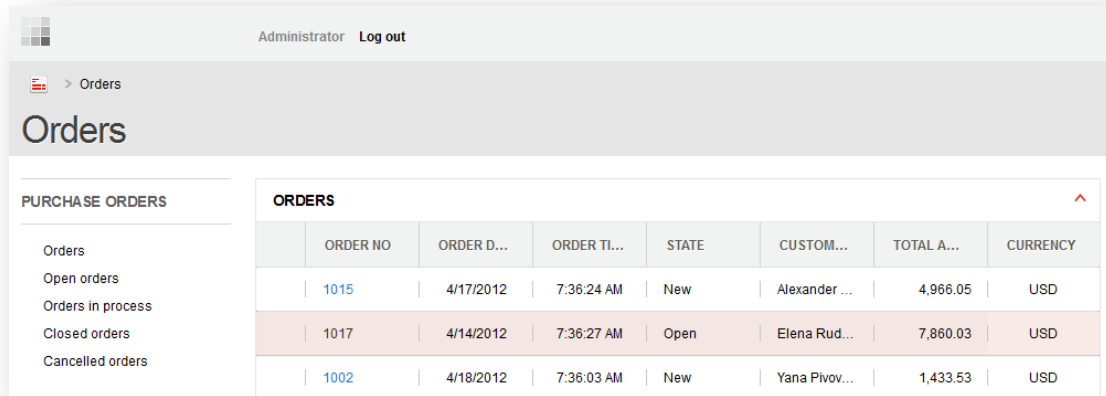 Administrator Log out
> Orders
Orders
PURCHASE ORDERS
Orders
Open orders
Orders in process
Closed orders
Cancelled orders
ORDERS
ORDER NO ORDER D... ORDER TI... STATE CUSTOM... TOTAL A... CURRENCY
1015 4/17/2012 7:36:24 AM New Alexander ... 4,966.05 USD
1017 4/14/2012 7:36:27 AM Open Elena Rud... 7,860.03 USD
1002 4/18/2012 7:36:03 AM New Yana Pivov... 1,433.53 USD